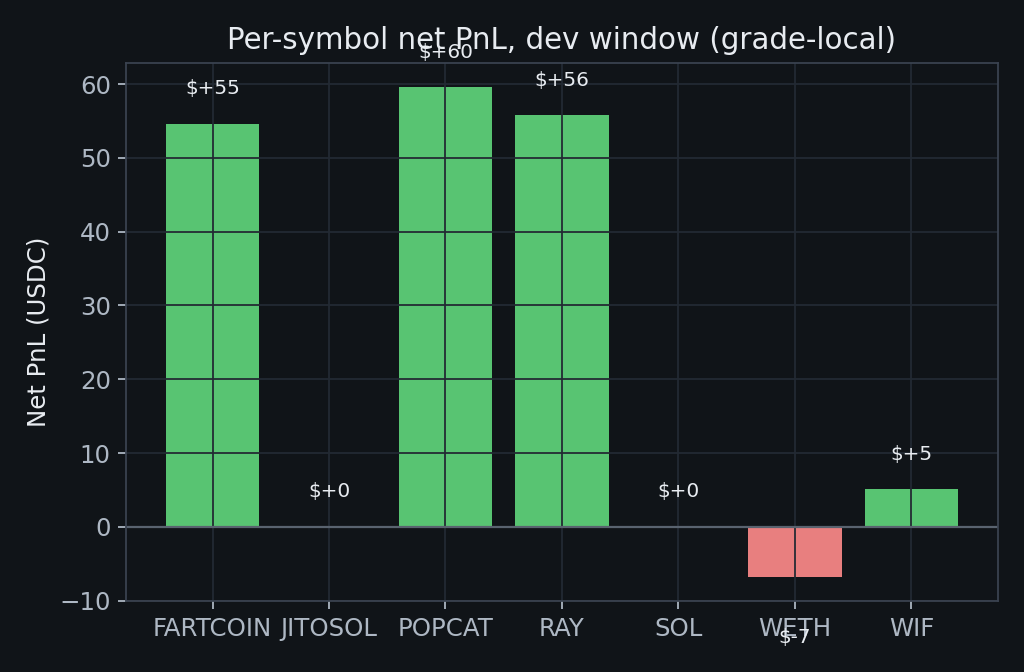 Per-symbol net PnL, dev window (grade-local)
$+60
$+55
$+56
$+0
$+0
$+5
$-7
Net PnL (USDC)
60
50
40
30
20
10
0
−10
FARTCOIN
JITOSOL
POPCAT
RAY
SOL
WETH
WIF